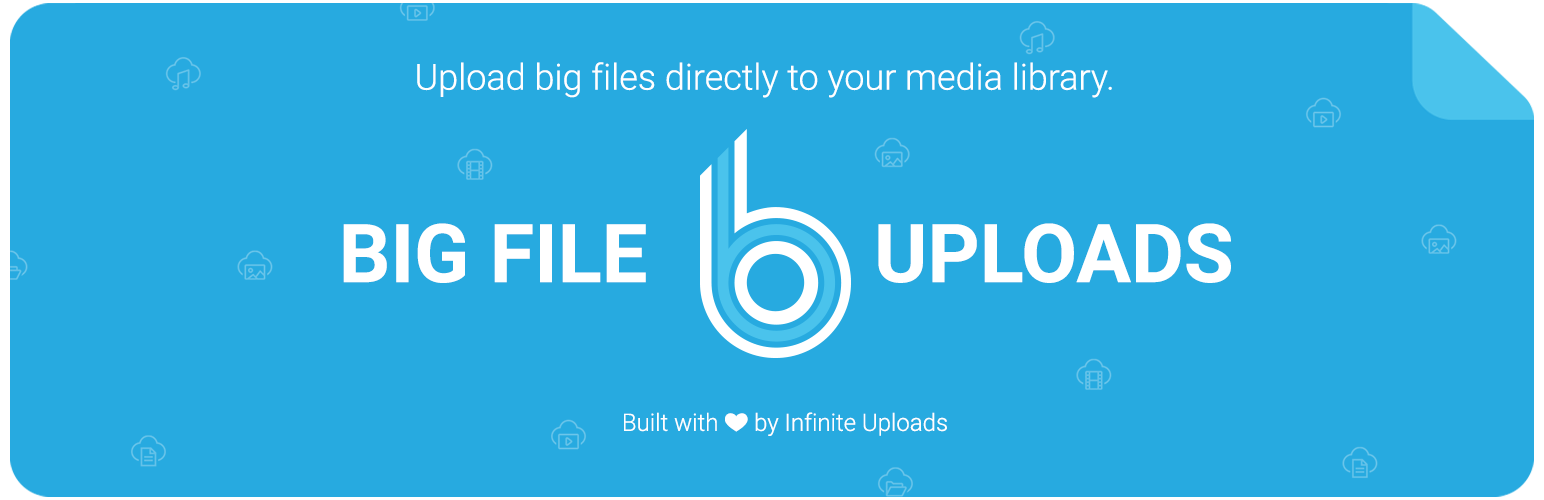 Upload big files directly to your media library.
BIG FILE b UPLOADS
Built with ♥ by Infinite Uploads